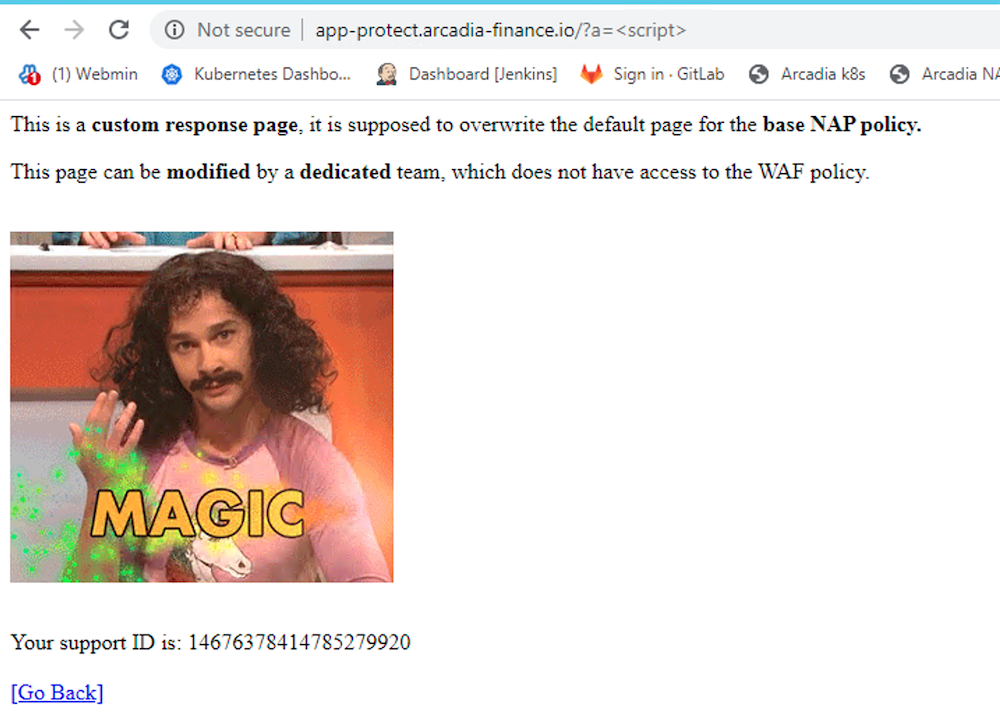 Not secure | app-protect.arcadia-finance.io/?a=<script>
(1) Webmin Kubernetes Dashbo... Dashboard [Jenkins] Sign in · GitLab Arcadia k8s Arcadia NA
This is a custom response page, it is supposed to overwrite the default page for the base NAP policy.
This page can be modified by a dedicated team, which does not have access to the WAF policy.
MAGIC
Your support ID is: 14676378414785279920
[Go Back]